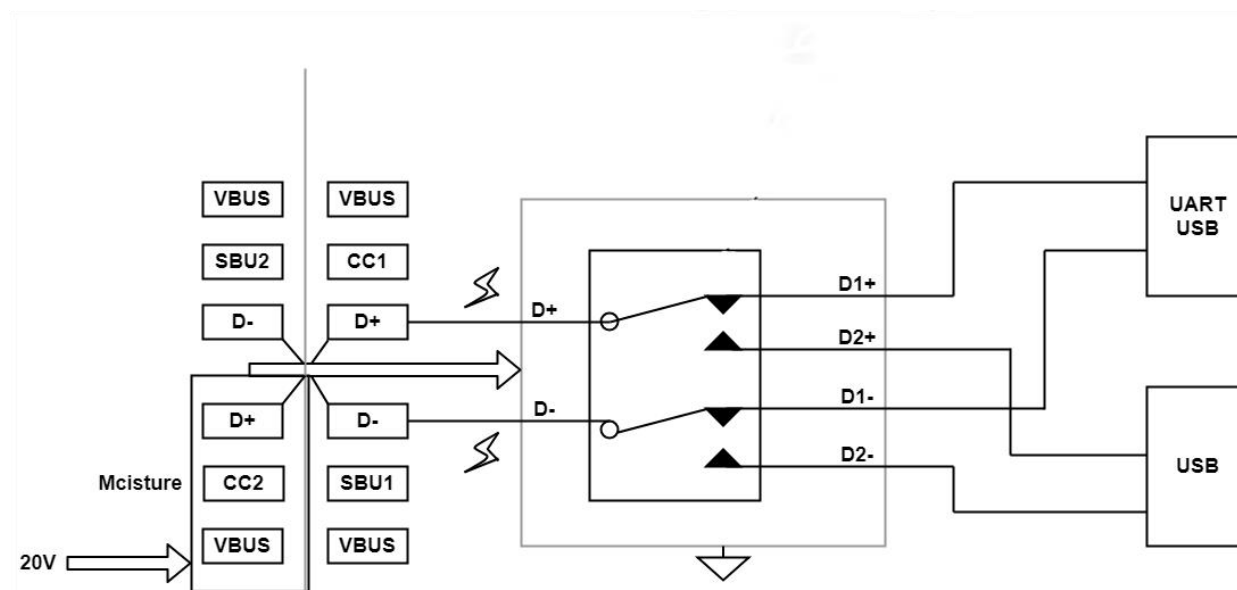 VBUS
VBUS
SBU2
CC1
D-
D+
D+
D-
Mcisture
CC2
SBU1
20V
VBUS
VBUS
D+
D-
D1+
D2+
D1-
D2-
UART
USB
USB